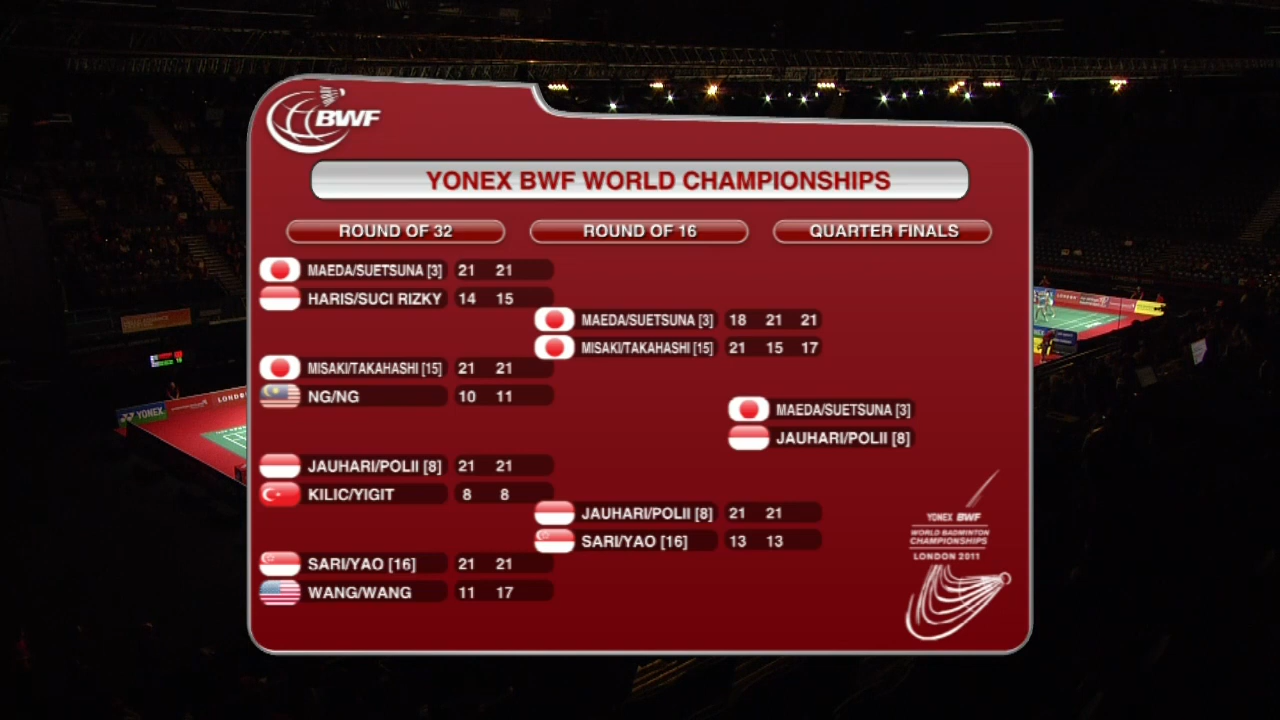 BWF
YONEX BWF WORLD CHAMPIONSHIPS
ROUND OF 32
ROUND OF 16
QUARTER FINALS
MAEDA/SUETSUNA [3] 21 21
HARIS/SUCI RIZKY 14 15
MISAKI/TAKAHASHI [15] 21 21
NG/NG 10 11
JAUHARI/POLII [8] 21 21
KILIC/YIGIT 8 8
SARI/YAO [16] 21 21
WANG/WANG 11 17
MAEDA/SUETSUNA [3] 18 21 21
MISAKI/TAKAHASHI [15] 21 15 17
JAUHARI/POLII [8] 21 21
SARI/YAO [16] 13 13
MAEDA/SUETSUNA [3]
JAUHARI/POLII [8]
YONEX BWF
WORLD BADMINTON
CHAMPIONSHIPS
LONDON 2011
YONEX
LONDON